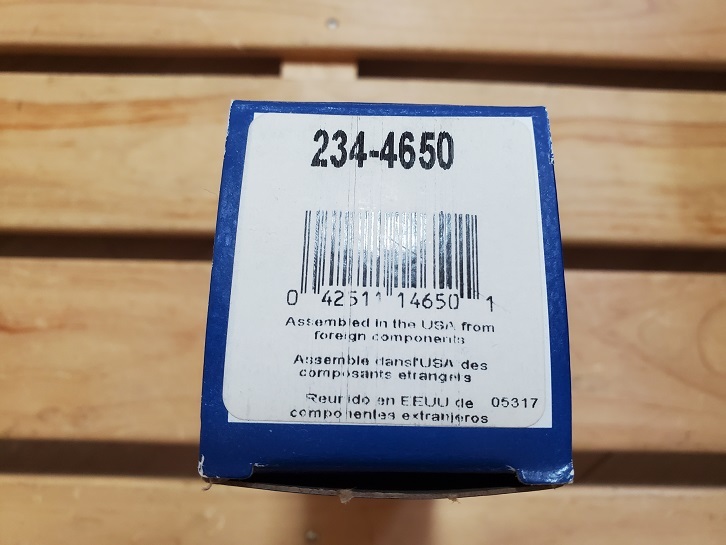 234-4650
0 42511 14650 1
Assembled in the USA from
foreign components
Assemble dansl'USA des
composants etrangers
Reunido en EEUU de 05317
componentes extranjeros